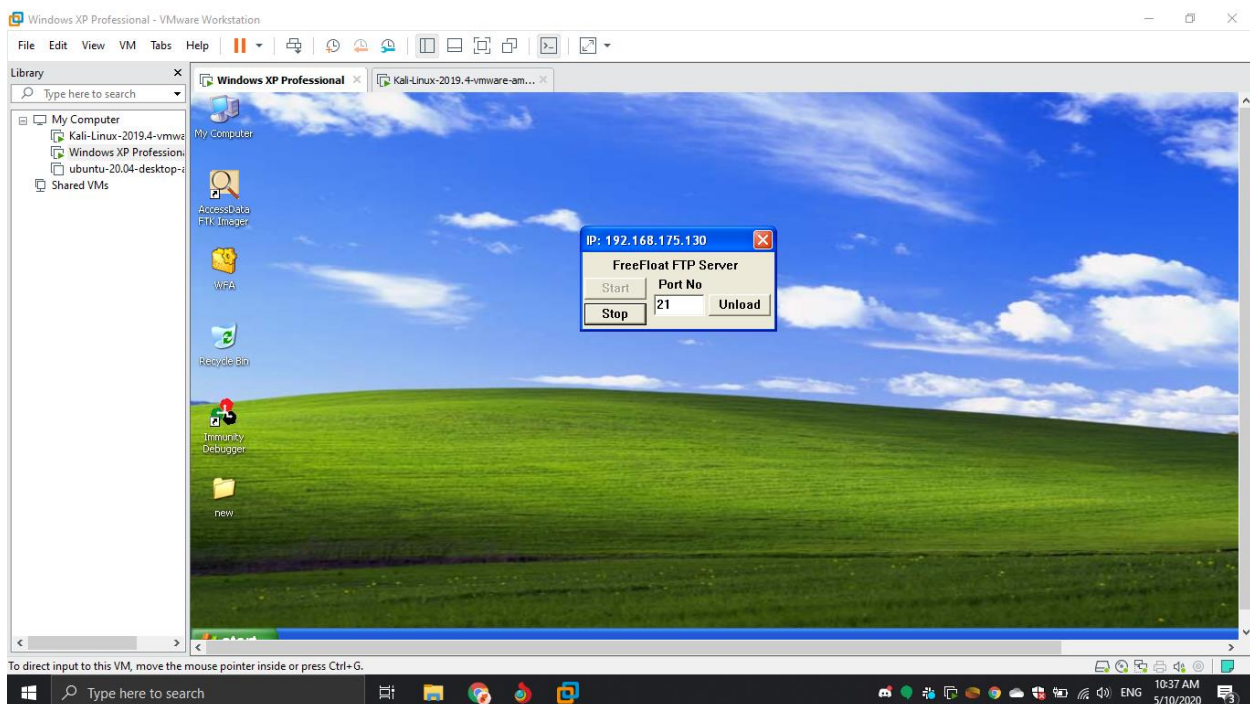 Windows XP Professional - VMware Workstation
File Edit View VM Tabs Help
Library
Type here to search
My Computer
Kali-Linux-2019.4-vmwa
Windows XP Profession
ubuntu-20.04-desktop-a
Shared VMs
Windows XP Professional
Kali-Linux-2019.4-vmware-am...
My Computer
AccessData
FTK Imager
WFA
Recycle Bin
Immunity
Debugger
new
IP: 192.168.175.130
FreeFloat FTP Server
Start Port No
Stop 21 Unload
start
To direct input to this VM, move the mouse pointer inside or press Ctrl+G.
Type here to search
ENG
10:37 AM
5/10/2020
3